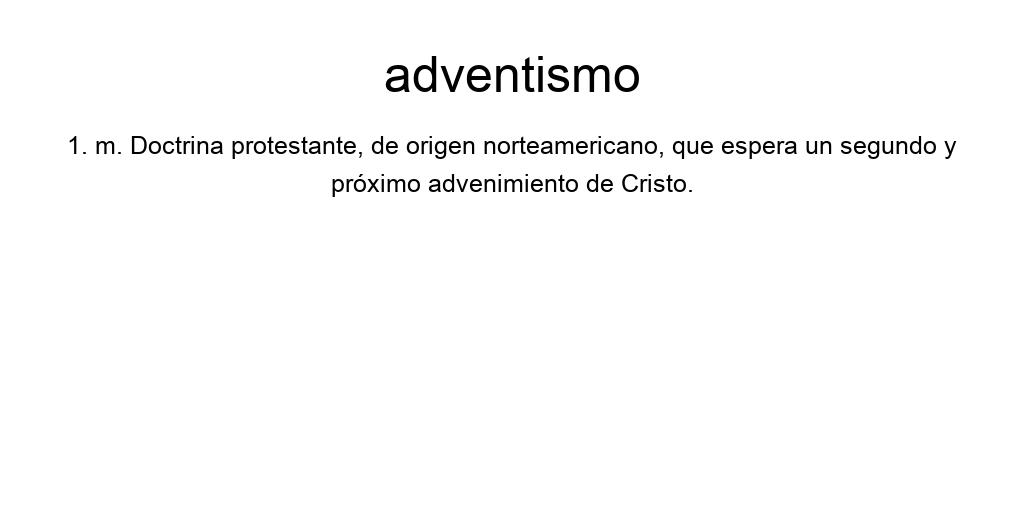 adventismo
1. m. Doctrina protestante, de origen norteamericano, que espera un segundo y
próximo advenimiento de Cristo.